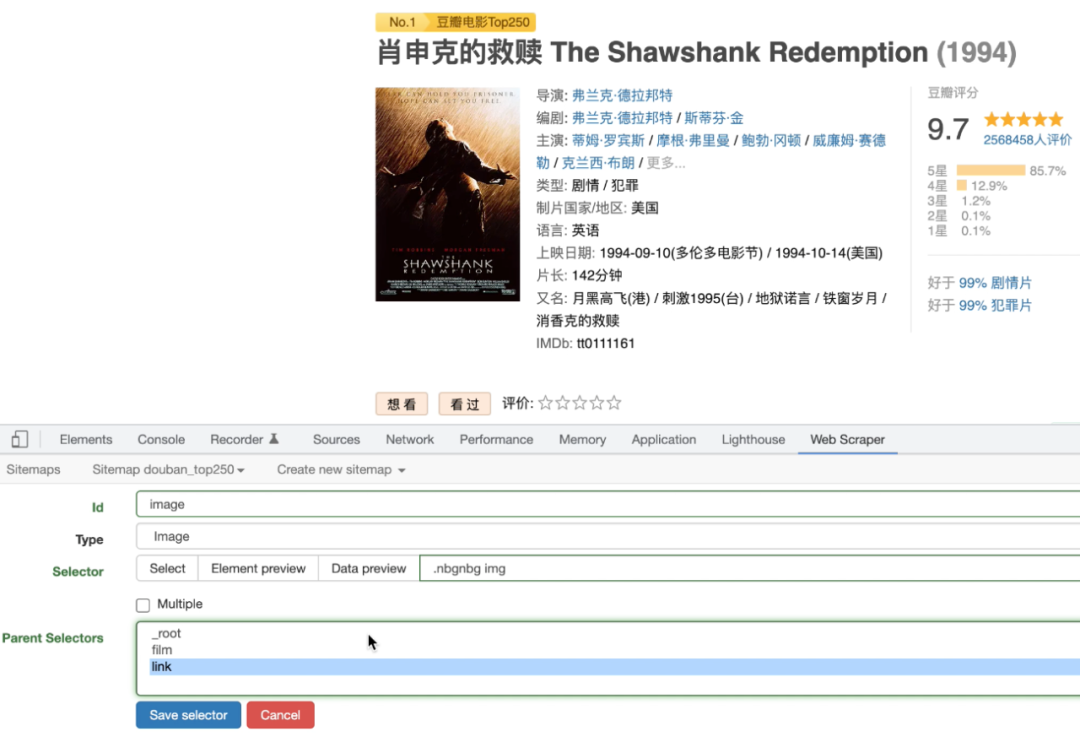 No.1 豆瓣电影Top250
肖申克的救赎 The Shawshank Redemption (1994)
导演: 弗兰克·德拉邦特
编剧: 弗兰克·德拉邦特 / 斯蒂芬·金
主演: 蒂姆·罗宾斯 / 摩根·弗里曼 / 鲍勃·冈顿 / 威廉姆·赛德
勒 / 克兰西·布朗 / 更多...
类型: 剧情 / 犯罪
制片国家/地区: 美国
语言: 英语
上映日期: 1994-09-10(多伦多电影节) / 1994-10-14(美国)
片长: 142分钟
又名: 月黑高飞(港) / 刺激1995(台) / 地狱诺言 / 铁窗岁月 /
消香克的救赎
IMDb: tt0111161
豆瓣评分
9.7
2568458人评价
5星 85.7%
4星 12.9%
3星 1.2%
2星 0.1%
1星 0.1%
好于 99% 剧情片
好于 99% 犯罪片
TIM ROBBINS MORGAN FREEMAN
THE
SHAWSHANK
REDEMPTION
想看 看过 评价:
Elements Console Recorder Sources Network Performance Memory Application Lighthouse Web Scraper
Sitemaps Sitemap douban_top250 Create new sitemap
Id image
Type Image
Selector Select Element preview Data preview .nbgnbg img
Multiple
Parent Selectors _root
film
link
Save selector Cancel